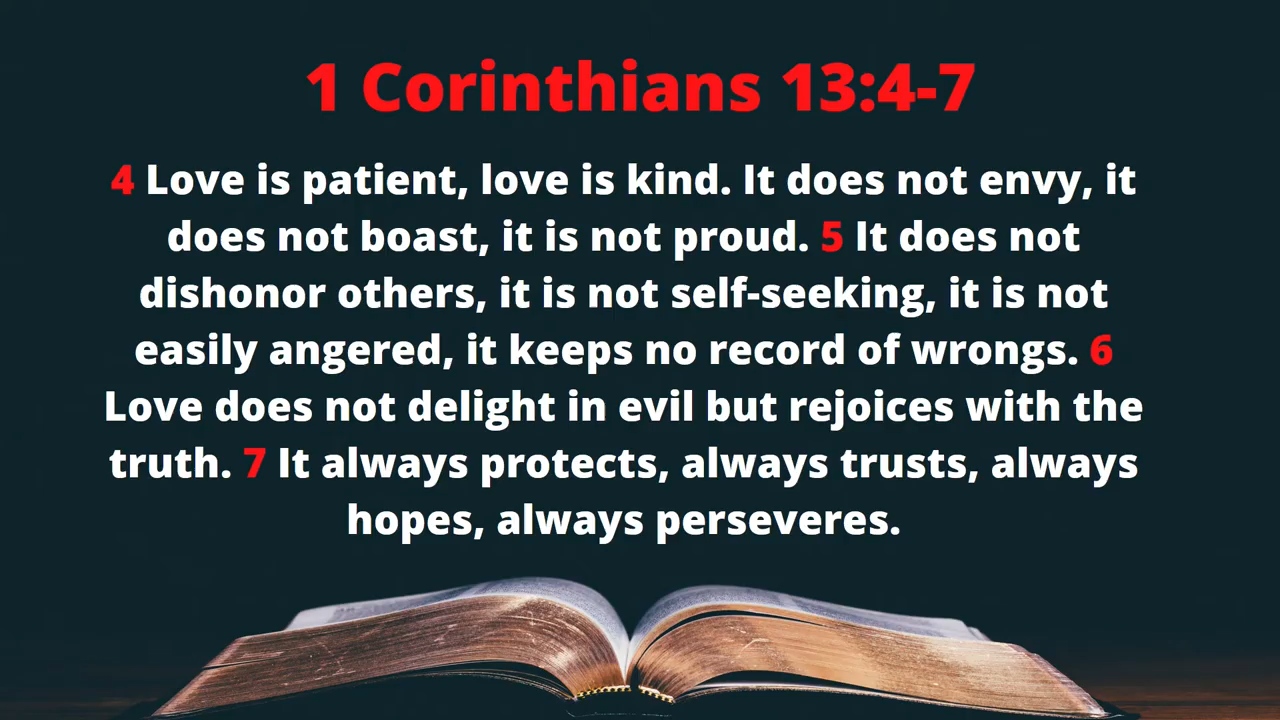 1 Corinthians 13:4-7
4 Love is patient, love is kind. It does not envy, it
does not boast, it is not proud. 5 It does not
dishonor others, it is not self-seeking, it is not
easily angered, it keeps no record of wrongs. 6
Love does not delight in evil but rejoices with the
truth. 7 It always protects, always trusts, always
hopes, always perseveres.